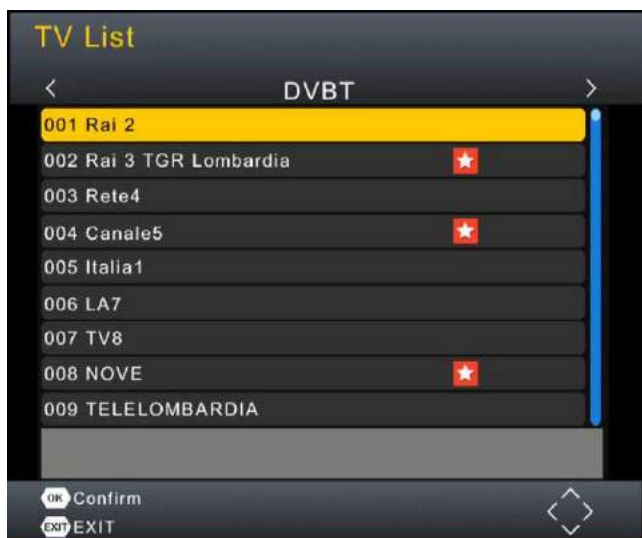 TV List
DVBT
001 Rai 2
002 Rai 3 TGR Lombardia
003 Rete4
004 Canale5
005 Italia1
006 LA7
007 TV8
008 NOVE
009 TELELOMBARDIA
OK Confirm
EXIT EXIT